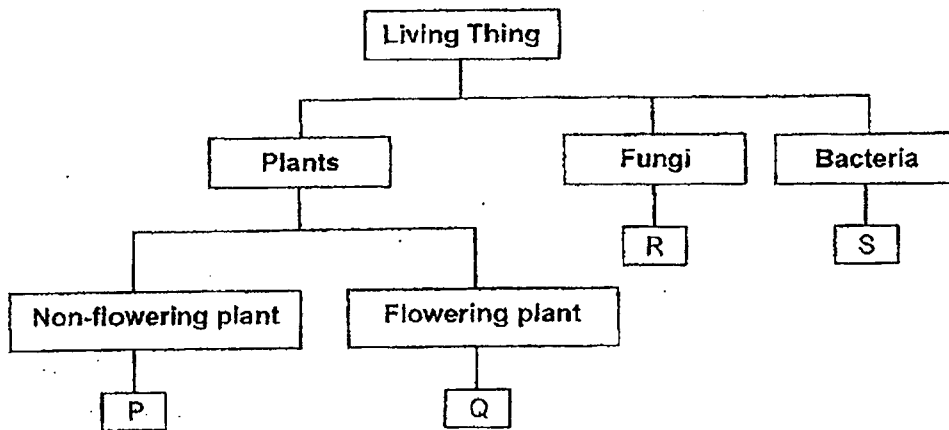 Living Thing
Plants
Fungi
Bacteria
R
S
Non-flowering plant
Flowering plant
P
Q